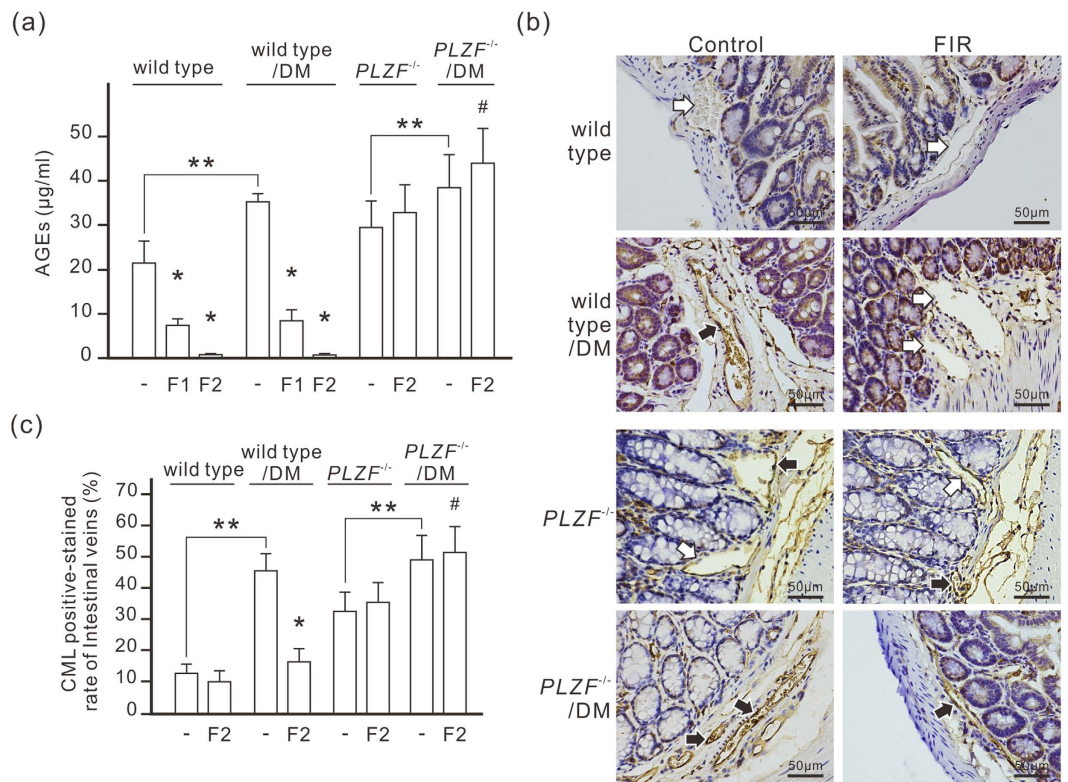 (a)
wild type
wild type
/DM
PLZF-/-
PLZF-/-
/DM
AGEs (µg/ml)
50
40
30
20
10
0
**
*
*
*
*
**
#
- F1 F2 - F1 F2 - F2 - F2
(b)
Control FIR
wild
type
50µm 50µm
wild
type
/DM
50µm 50µm
PLZF-/-
50µm 50µm
PLZF-/-
/DM
50µm 50µm
(c)
wild type
wild type
/DM
PLZF-/-
PLZF-/-
/DM
CML positive-stained
rate of Intestinal veins (%)
70
60
50
40
30
20
10
0
**
*
**
#
- F2 - F2 - F2 - F2